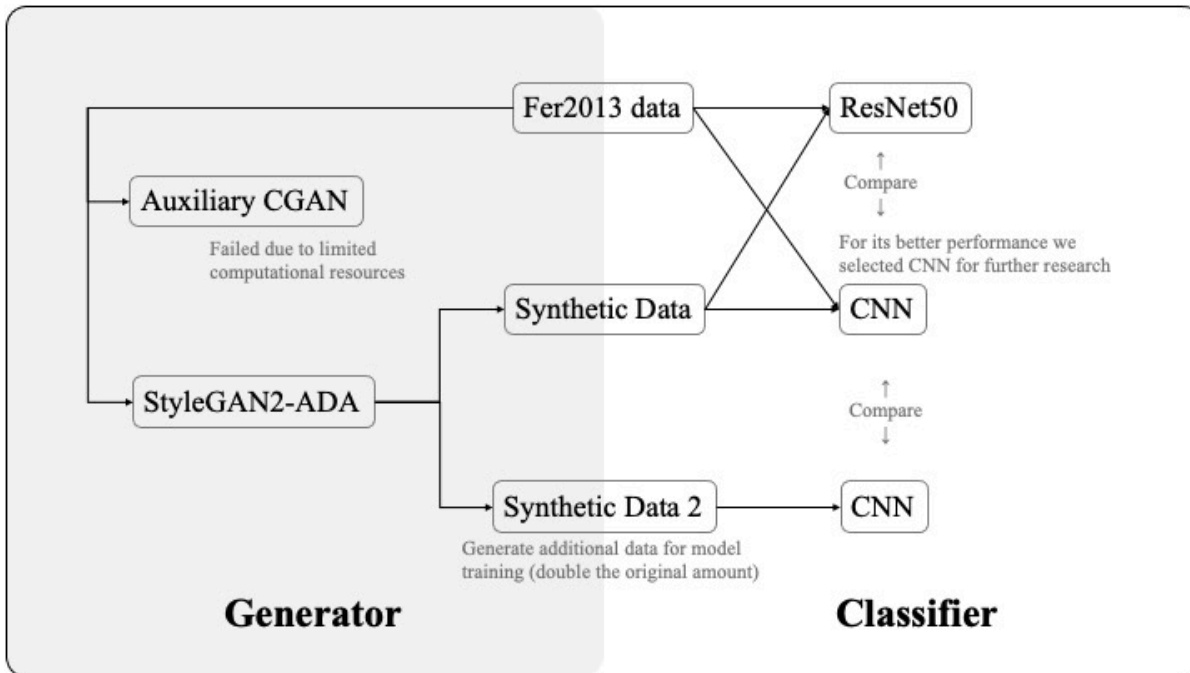 Fer2013 data
ResNet50
Auxiliary CGAN
↑
Compare
↓
Failed due to limited
computational resources
For its better performance we
selected CNN for further research
Synthetic Data
CNN
StyleGAN2-ADA
↑
Compare
↓
Synthetic Data 2
CNN
Generate additional data for model
training (double the original amount)
Generator
Classifier